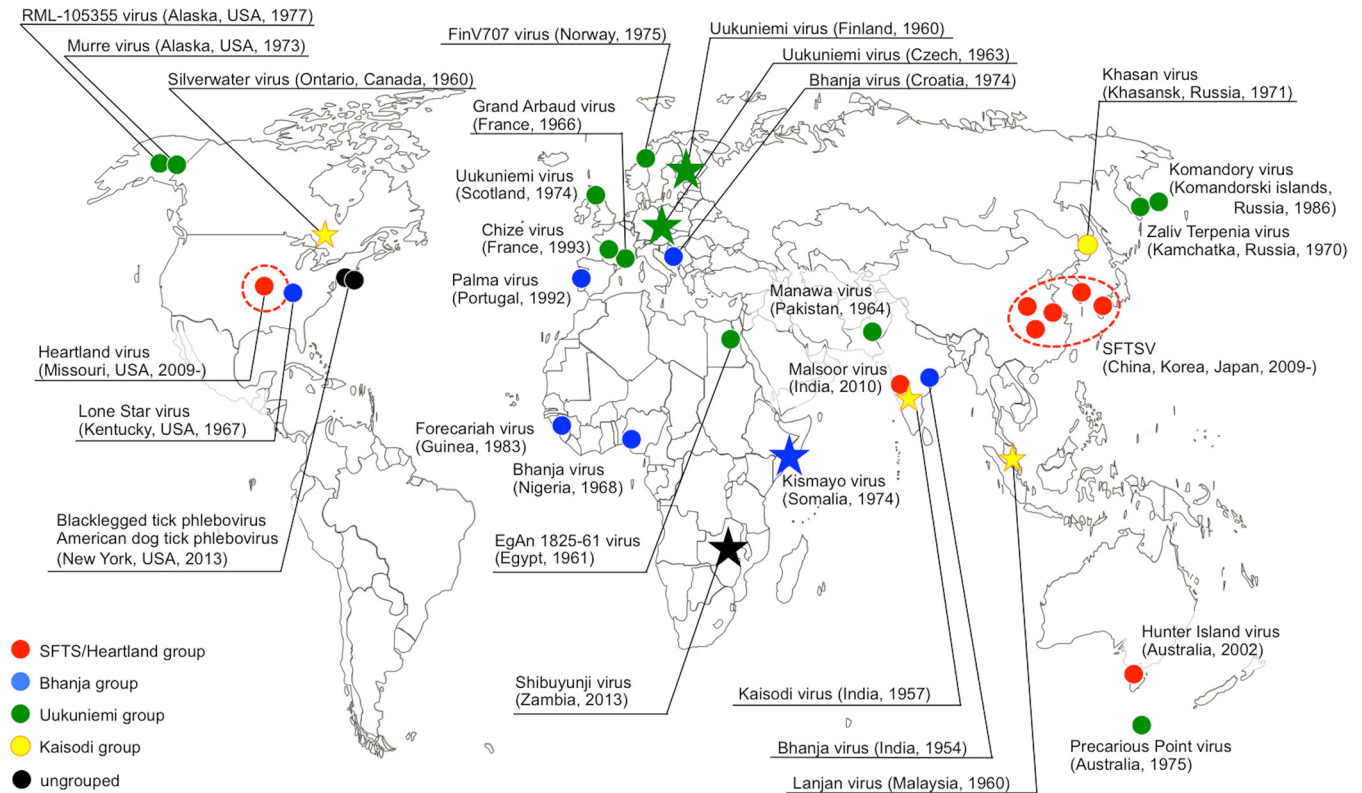 RML-105355 virus (Alaska, USA, 1977)
Murre virus (Alaska, USA, 1973)
Silverwater virus (Ontario, Canada, 1960)
FinV707 virus (Norway, 1975)
Uukuniemi virus (Finland, 1960)
Uukuniemi virus (Czech, 1963)
Bhanja virus (Croatia, 1974)
Khasan virus
(Khasansk, Russia, 1971)
Grand Arbaud virus
(France, 1966)
Uukuniemi virus
(Scotland, 1974)
Chizé virus
(France, 1993)
Palma virus
(Portugal, 1992)
Komandory virus
(Komandorski islands,
Russia, 1986)
Zaliv Terpenia virus
(Kamchatka, Russia, 1970)
Manawa virus
(Pakistan, 1964)
SFTSV
(China, Korea, Japan, 2009-)
Malsoor virus
(India, 2010)
Heartland virus
(Missouri, USA, 2009-)
Lone Star virus
(Kentucky, USA, 1967)
Forecariah virus
(Guinea, 1983)
Bhanja virus
(Nigeria, 1968)
Kismayo virus
(Somalia, 1974)
Blacklegged tick phlebovirus
American dog tick phlebovirus
(New York, USA, 2013)
EgAn 1825-61 virus
(Egypt, 1961)
Shibuyunji virus
(Zambia, 2013)
Kaisodi virus (India, 1957)
Bhanja virus (India, 1954)
Lanjan virus (Malaysia, 1960)
Hunter Island virus
(Australia, 2002)
Precarious Point virus
(Australia, 1975)
SFTS/Heartland group
Bhanja group
Uukuniemi group
Kaisodi group
ungrouped